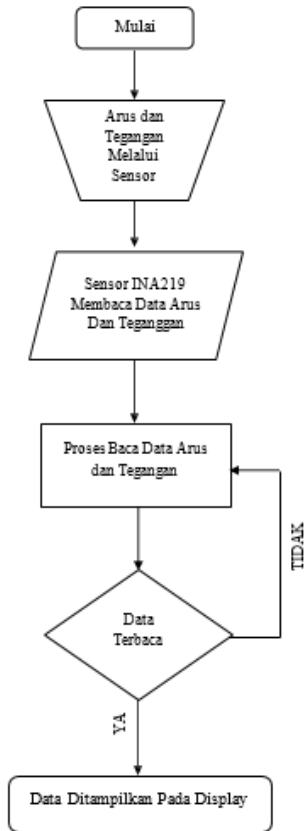 Mulai
Arus dan
Tegangan
Melalui
Sensor
Sensor INA219
Membaca Data Arus
Dan Teganggan
Proses Baca Data Arus
dan Tegangan
TIDAK
Data
Terbaca
YA
Data Ditampilkan Pada Display